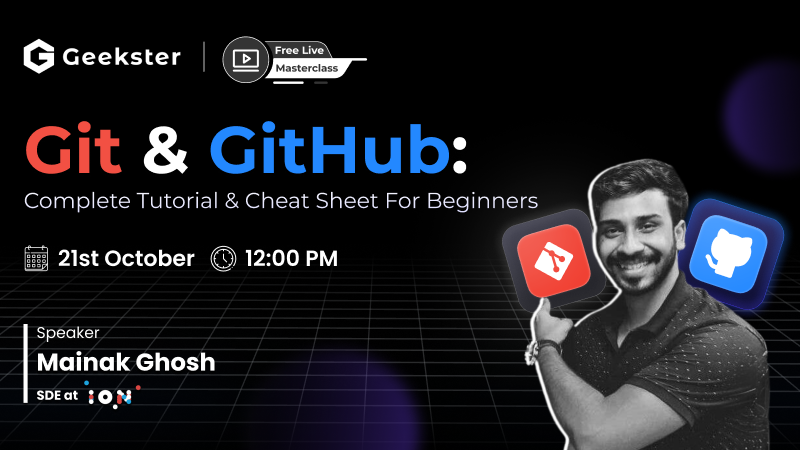 Geekster
Free Live
Masterclass
Git & GitHub:
Complete Tutorial & Cheat Sheet For Beginners
21st October 12:00 PM
Speaker
Mainak Ghosh
SDE at iON